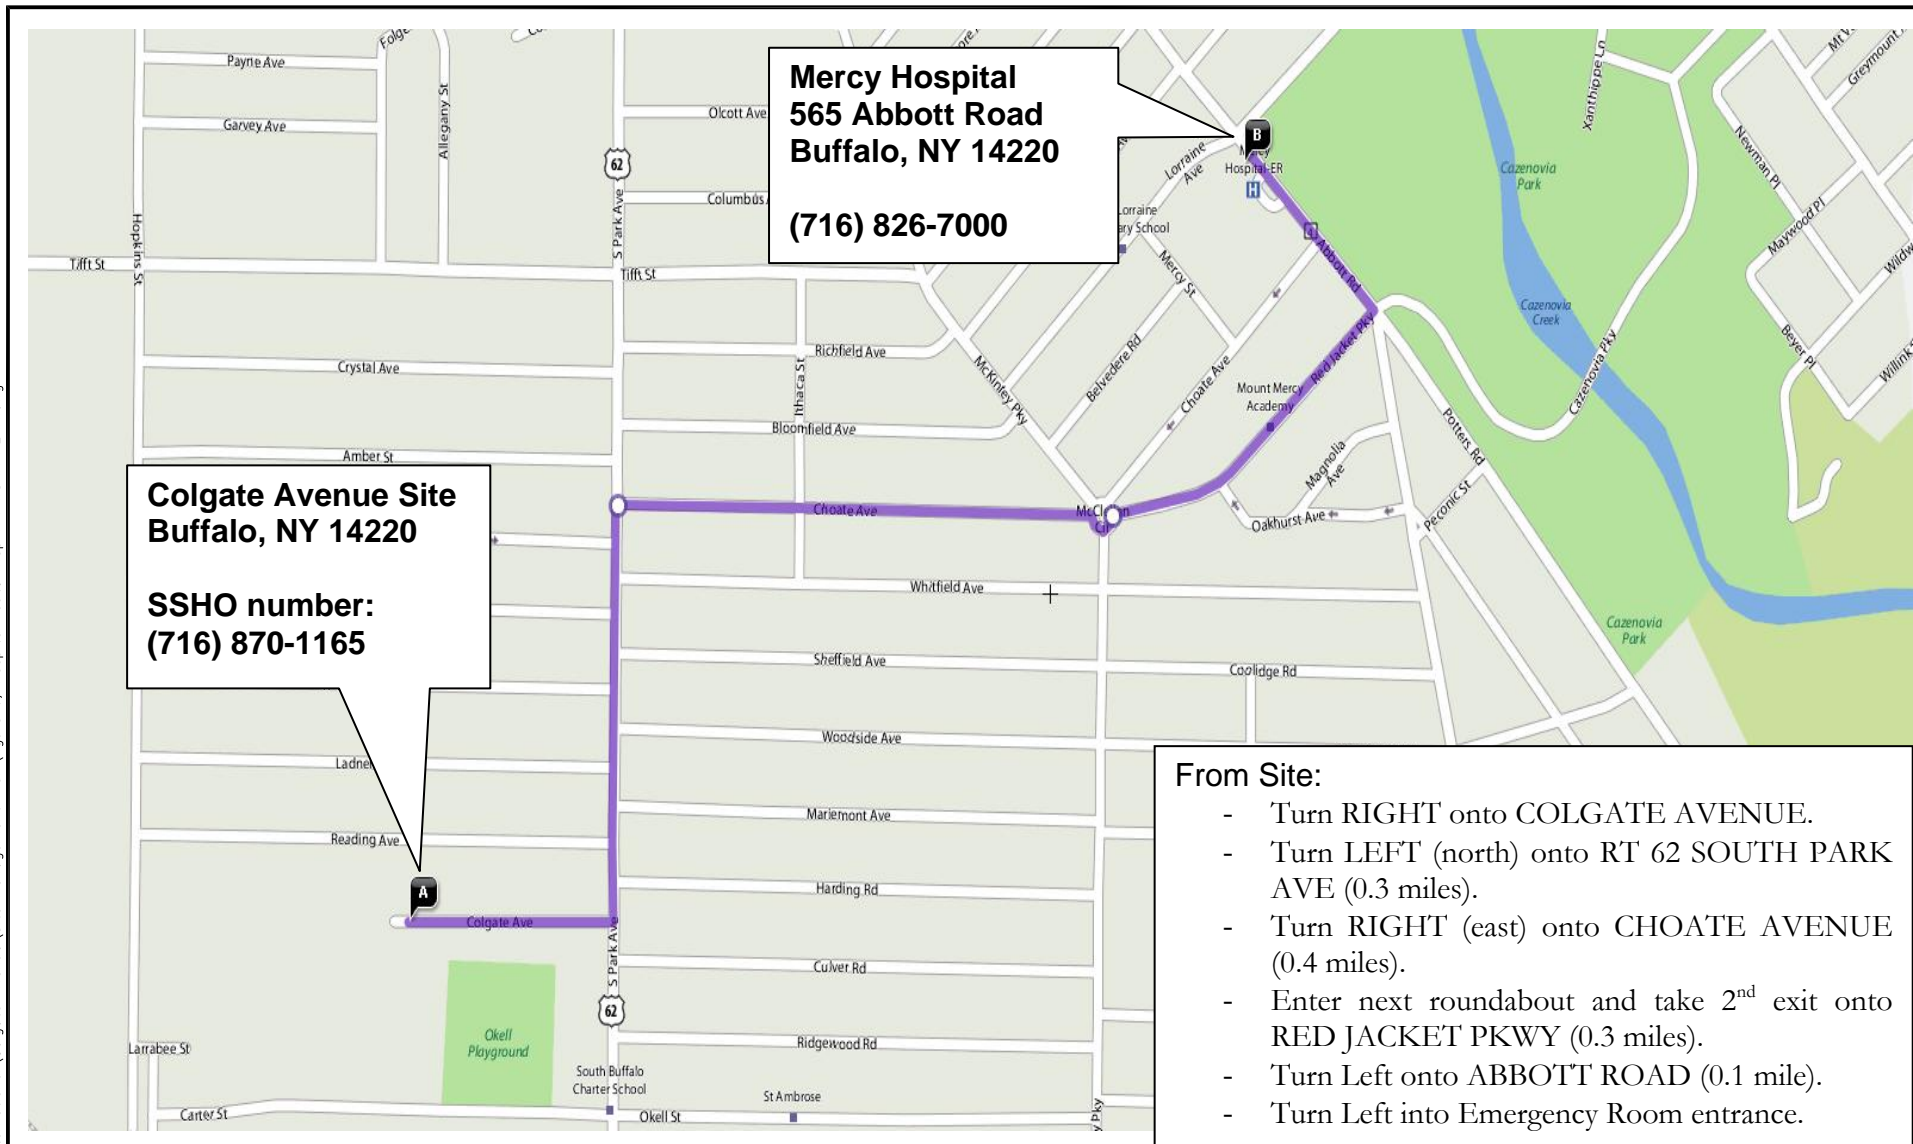 Mercy Hospital
565 Abbott Road
Buffalo, NY 14220
(716) 826-7000
Colgate Avenue Site
Buffalo, NY 14220
SSHO number:
(716) 870-1165
From Site:
- Turn RIGHT onto COLGATE AVENUE.
- Turn LEFT (north) onto RT 62 SOUTH PARK
AVE (0.3 miles).
- Turn RIGHT (east) onto CHOATE AVENUE
(0.4 miles).
- Enter next roundabout and take 2nd exit onto
RED JACKET PKWY (0.3 miles).
- Turn Left onto ABBOTT ROAD (0.1 mile).
- Turn Left into Emergency Room entrance.
Payne Ave
Garvey Ave
Allegany St
Hopkins St
Tifft St
62
S Park Ave
Olcott Ave
Columbus
Tifft St
Lorraine
Ave
B
Hospital-ER
H
Lorraine
School
Mercy St
Abbott Rd
Xanthippe Ln
Cazenovia
Park
Newman Pl
Greymount
Maywood Pl
Cazenovia
Creek
Beyer Pl
Cazenovia Pky
Crystal Ave
Richfield Ave
Ithaca St
McKinley Pky
Belvedere Rd
Choate Ave
Red Jacket Pky
Mount Mercy
Academy
Bloomfield Ave
Amber St
Magnolia
Ave
Potters Rd
Peconic St
Choate Ave
Cir
Oakhurst Ave
Whitfield Ave
Cazenovia
Park
Sheffield Ave
Coolidge Rd
Woodside Ave
Mariemont Ave
Reading Ave
Harding Rd
A
Colgate Ave
S Park Ave
Culver Rd
62
Okell
Playground
Ridgewood Rd
Larrabee St
South Buffalo
Charter School
St Ambrose
Carter St
Okell St
Pky